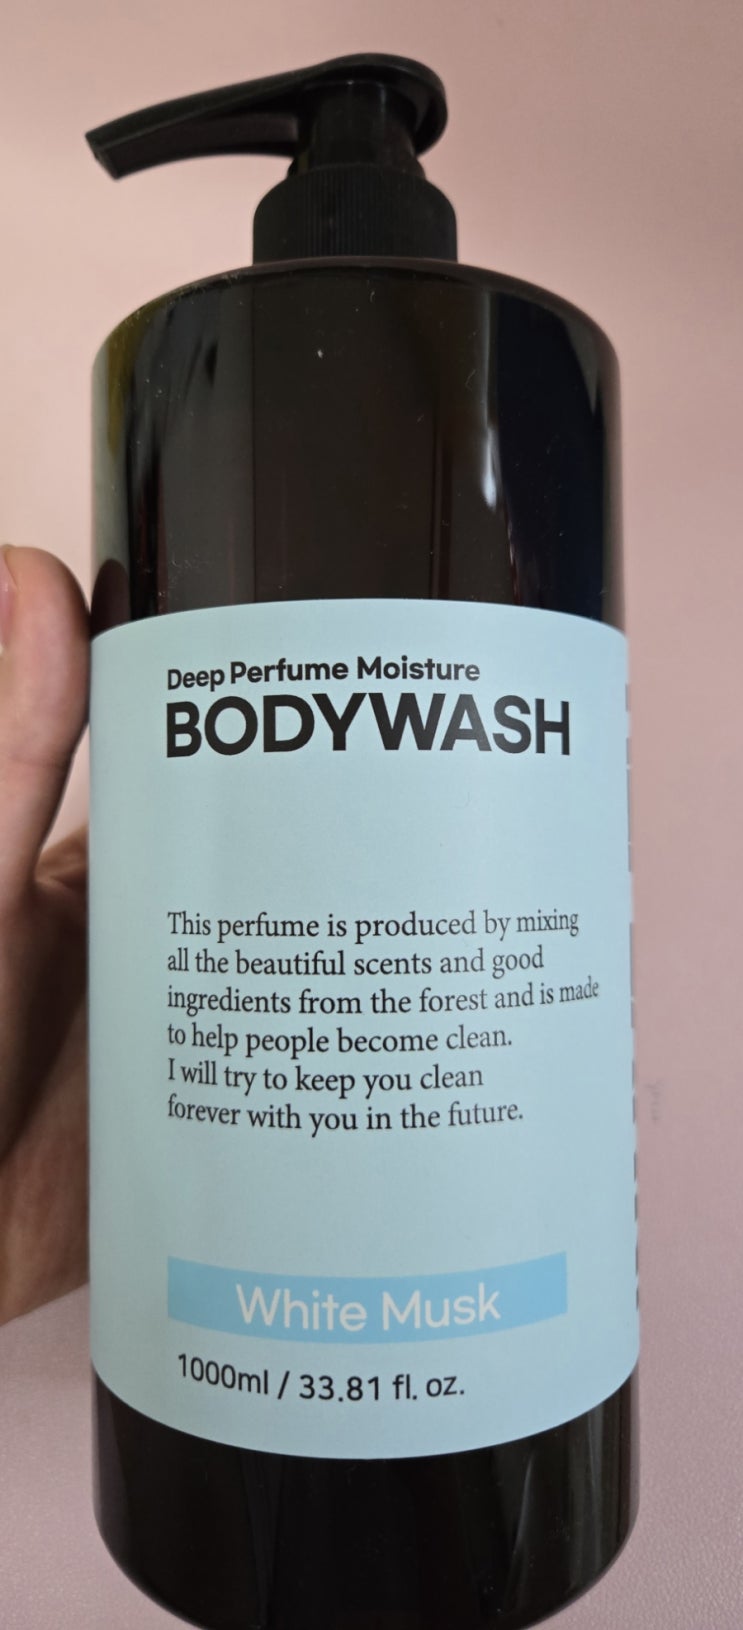 Deep Perfume Moisture
BODYWASH
This perfume is produced by mixing
all the beautiful scents and good
ingredients from the forest and is made
to help people become clean.
I will try to keep you clean
forever with you in the future.
White Musk
1000ml / 33.81 fl. oz.